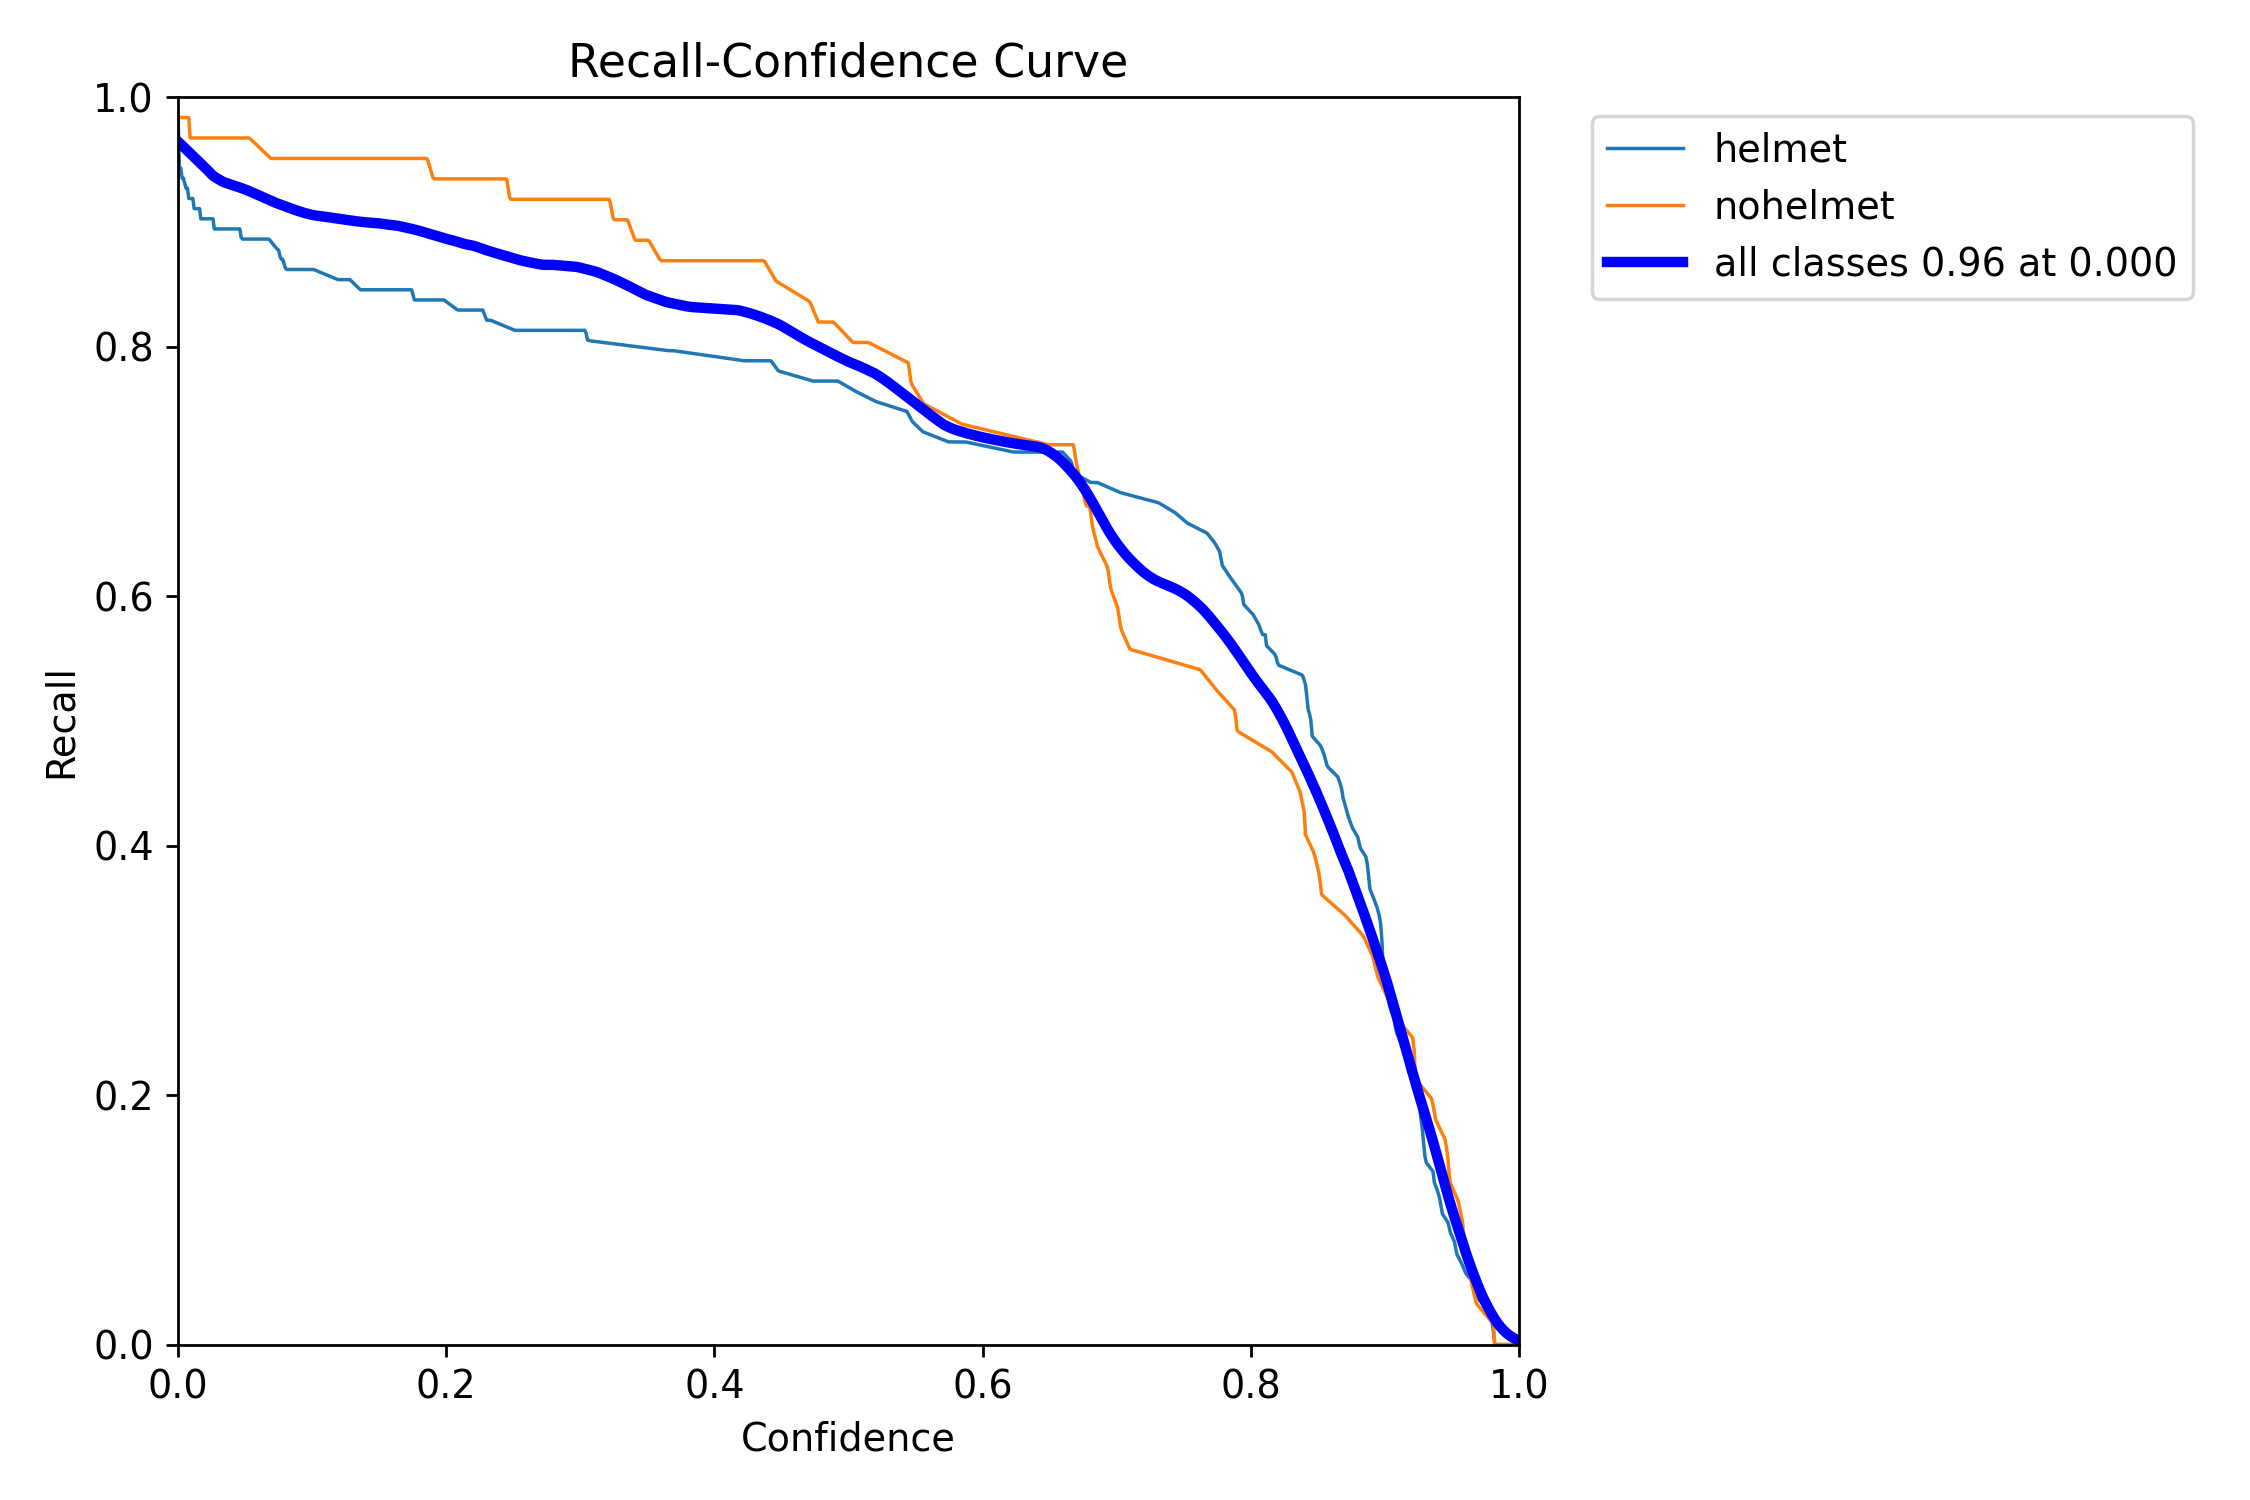 Recall-Confidence Curve
1.0
0.8
0.6
0.4
0.2
0.0
Recall
0.0 0.2 0.4 0.6 0.8 1.0
Confidence
helmet
nohelmet
all classes 0.96 at 0.000